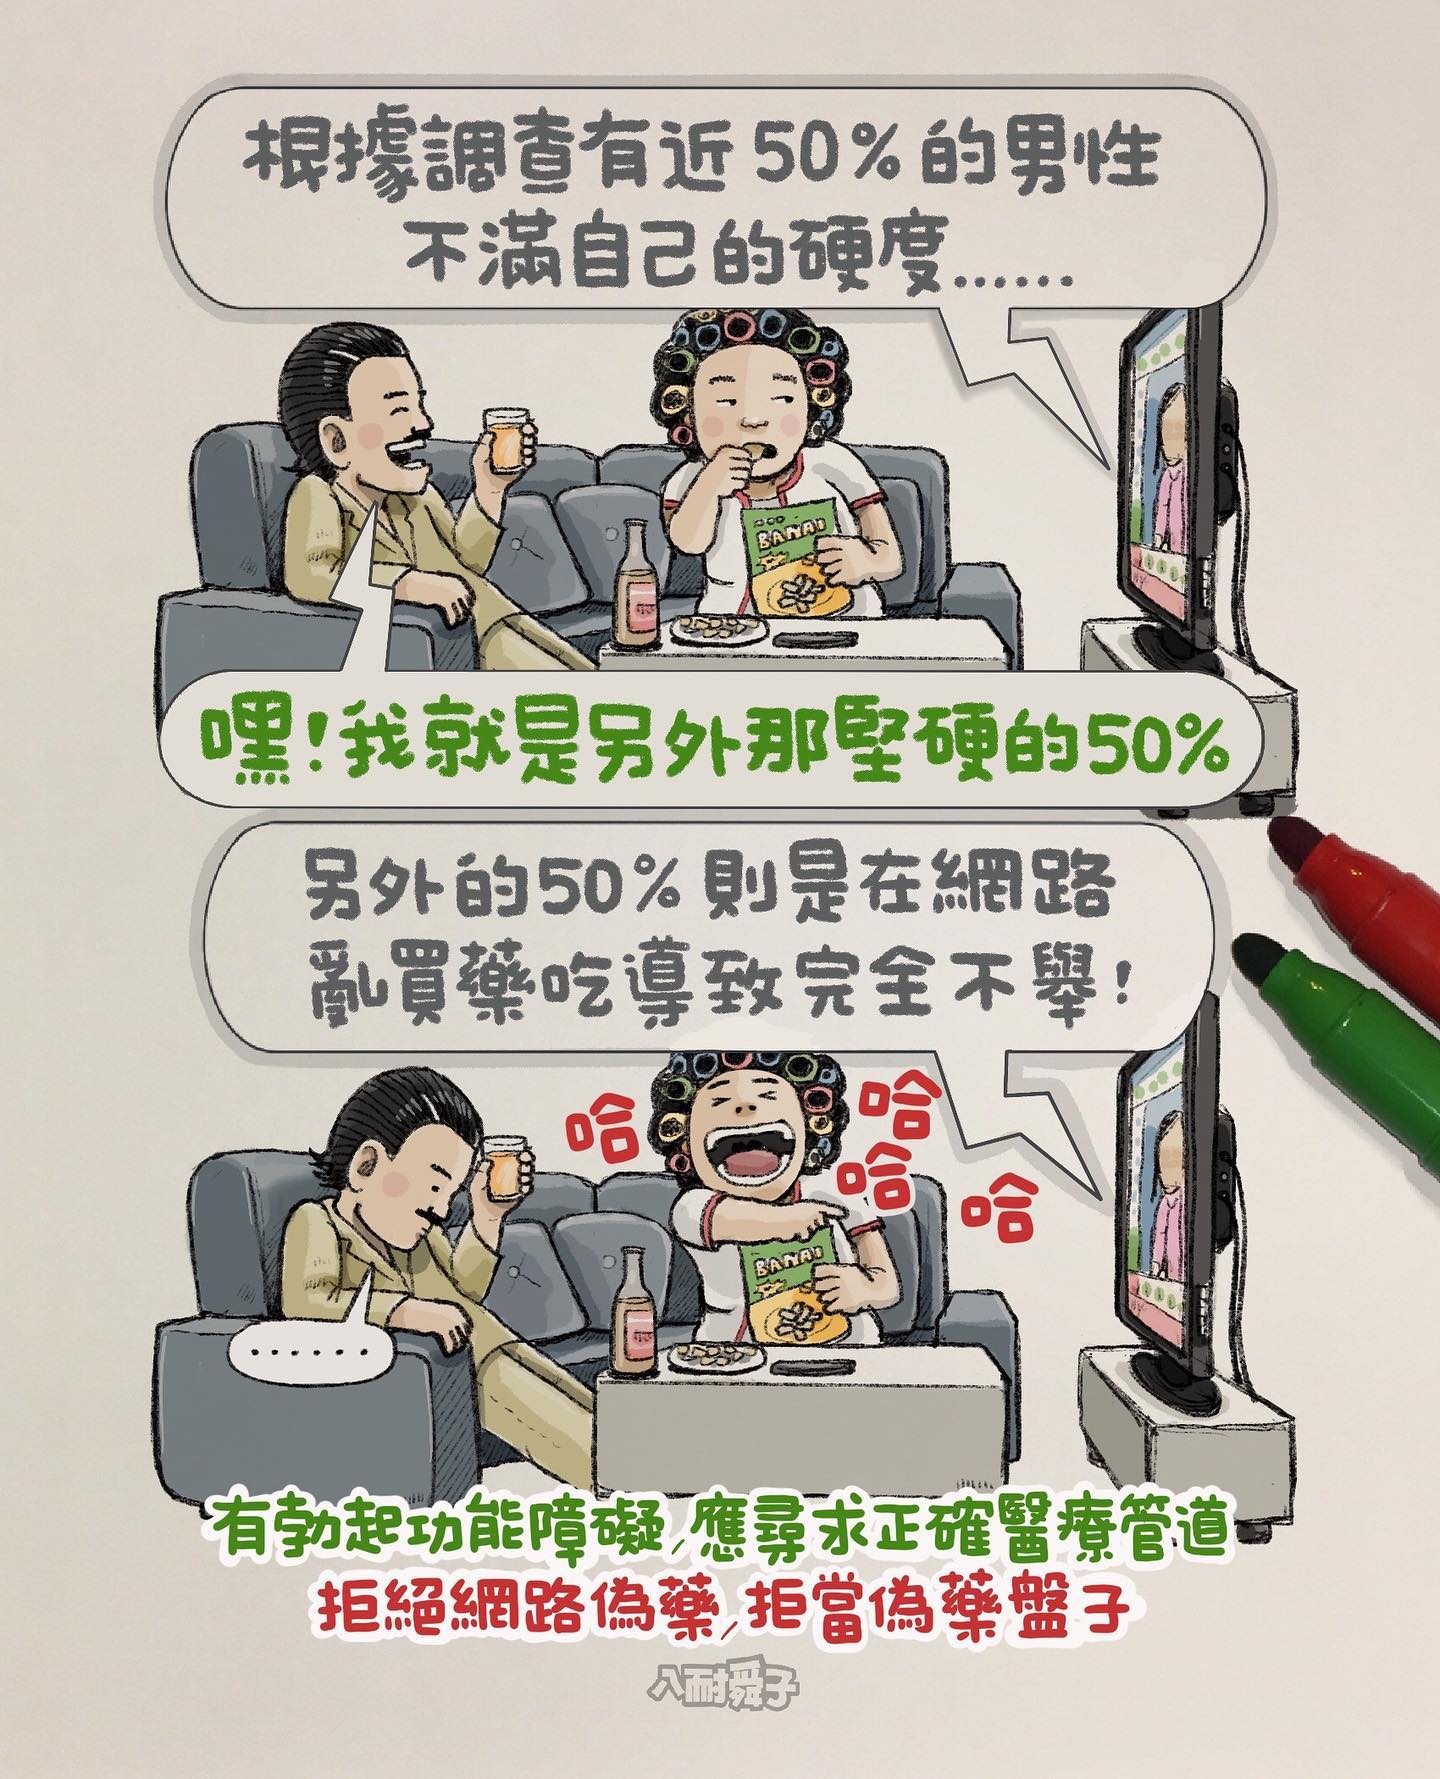 根據調查有近50%的男性
不滿自己的硬度......
BANAI
嘿!我就是另外那堅硬的50%
另外的50%則是在網路
亂買藥吃導致完全不舉!
哈
哈
哈
哈
BANAI
......
有勃起功能障礙,應尋求正確醫療管道
拒絕網路偽藥,拒當偽藥盤子
八耐舜子